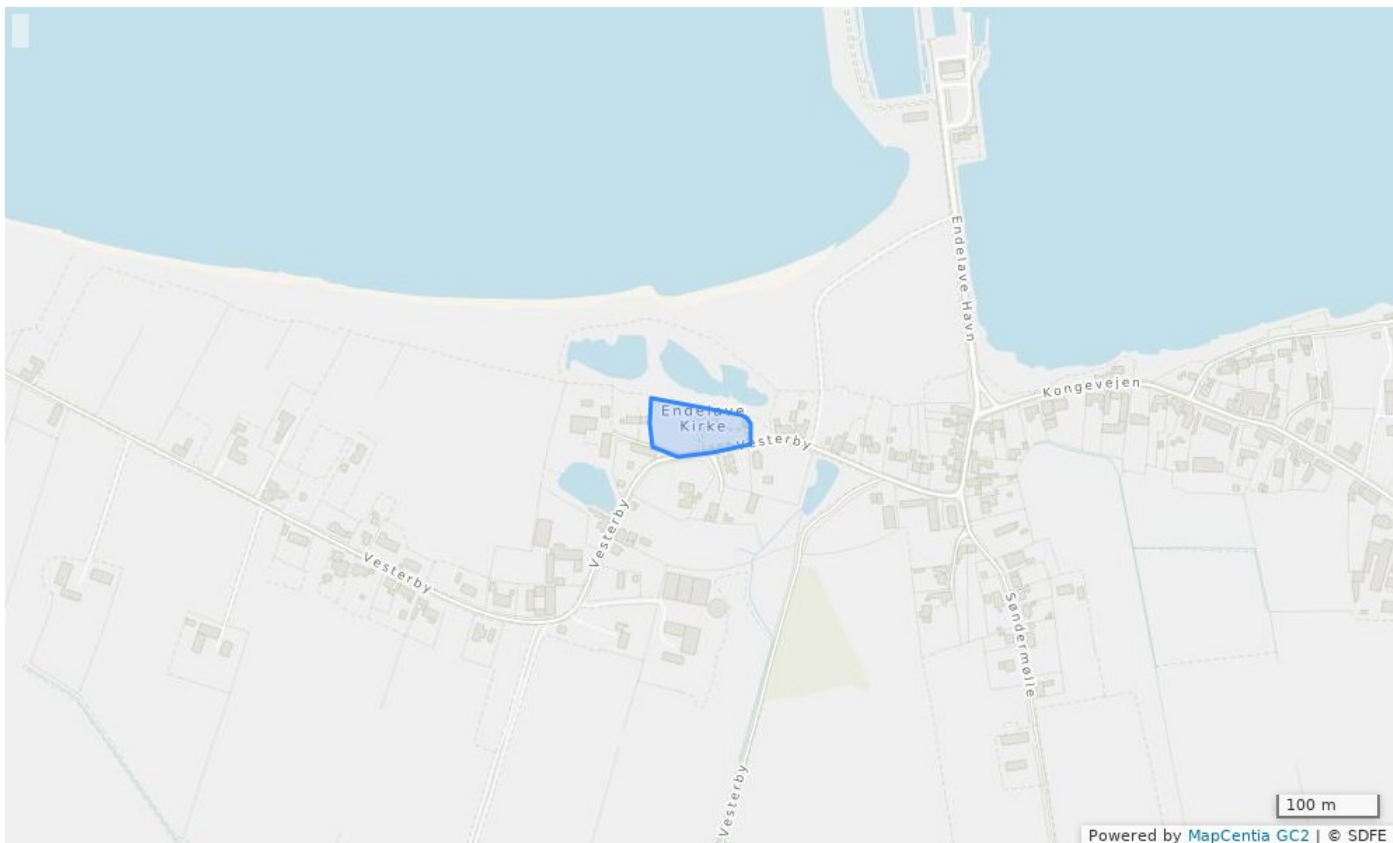 Endelave Havn
Kongevejen
Endelave
Kirke
Vesterby
Vesterby
Vesterby
Søndermølle
Vesterby
100 m
Powered by MapCentia GC2 | © SDFE